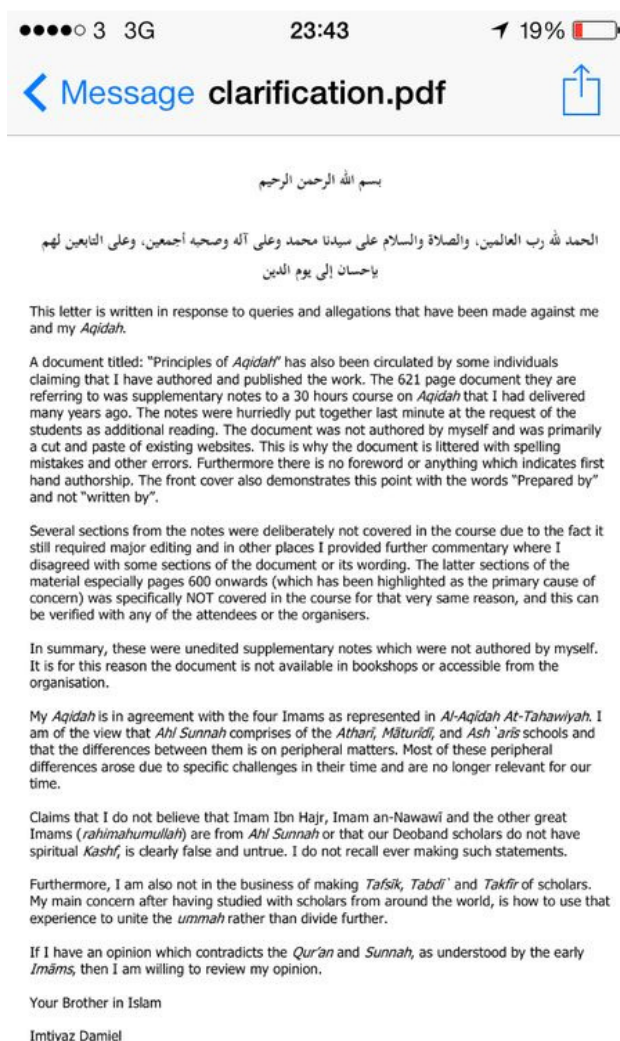 3 3G 23:43 19%
Message clarification.pdf
بسم الله الرحمن الرحيم
الحمد لله رب العالمين، والصلاة والسلام على سيدنا محمد وعلى آله وصحبه أجمعين، وعلى التابعين لهم
بإحسان إلى يوم الدين
This letter is written in response to queries and allegations that have been made against me
and my Aqidah.
A document titled: "Principles of Aqidah" has also been circulated by some individuals
claiming that I have authored and published the work. The 621 page document they are
referring to was supplementary notes to a 30 hours course on Aqidah that I had delivered
many years ago. The notes were hurriedly put together last minute at the request of the
students as additional reading. The document was not authored by myself and was primarily
a cut and paste of existing websites. This is why the document is littered with spelling
mistakes and other errors. Furthermore there is no foreword or anything which indicates first
hand authorship. The front cover also demonstrates this point with the words "Prepared by"
and not "written by".
Several sections from the notes were deliberately not covered in the course due to the fact it
still required major editing and in other places I provided further commentary where I
disagreed with some sections of the document or its wording. The latter sections of the
material especially pages 600 onwards (which has been highlighted as the primary cause of
concern) was specifically NOT covered in the course for that very same reason, and this can
be verified with any of the attendees or the organisers.
In summary, these were unedited supplementary notes which were not authored by myself.
It is for this reason the document is not available in bookshops or accessible from the
organisation.
My Aqidah is in agreement with the four Imams as represented in Al-Aqīdah At-Tahawiyah. I
am of the view that Ahl Sunnah comprises of the Atharī, Māturīdī, and Ash`arīs schools and
that the differences between them is on peripheral matters. Most of these peripheral
differences arose due to specific challenges in their time and are no longer relevant for our
time.
Claims that I do not believe that Imam Ibn Hajr, Imam an-Nawawī and the other great
Imams (rahimahumullah) are from Ahl Sunnah or that our Deoband scholars do not have
spiritual Kashf, is clearly false and untrue. I do not recall ever making such statements.
Furthermore, I am also not in the business of making Tafsīk, Tabdī` and Takfīr of scholars.
My main concern after having studied with scholars from around the world, is how to use that
experience to unite the ummah rather than divide further.
If I have an opinion which contradicts the Qur'an and Sunnah, as understood by the early
Imāms, then I am willing to review my opinion.
Your Brother in Islam
Imtiyaz Damiel